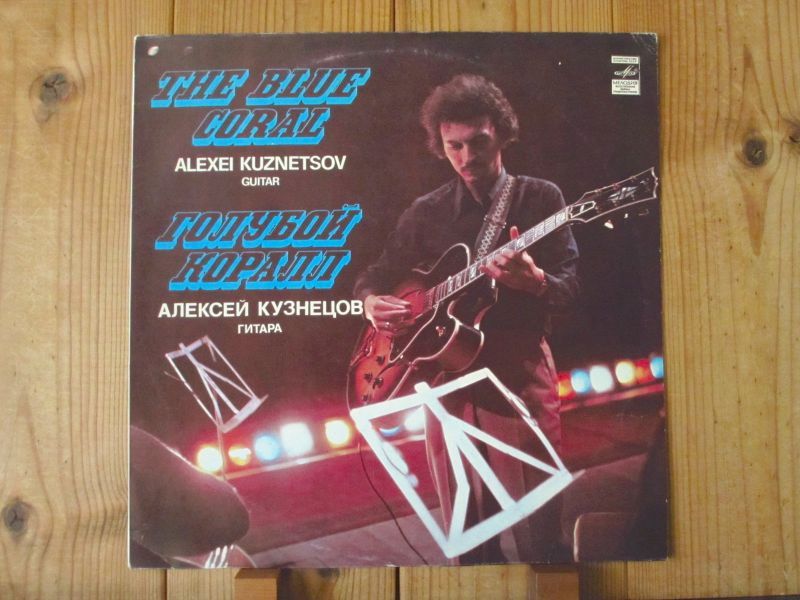 THE BLUE
CORAL
ALEXEI KUZNETSOV
GUITAR
ГОЛУБОЙ
КОРАЛЛ
АЛЕКСЕЙ КУЗНЕЦОВ
ГИТАРА
МЕЛОДИЯ